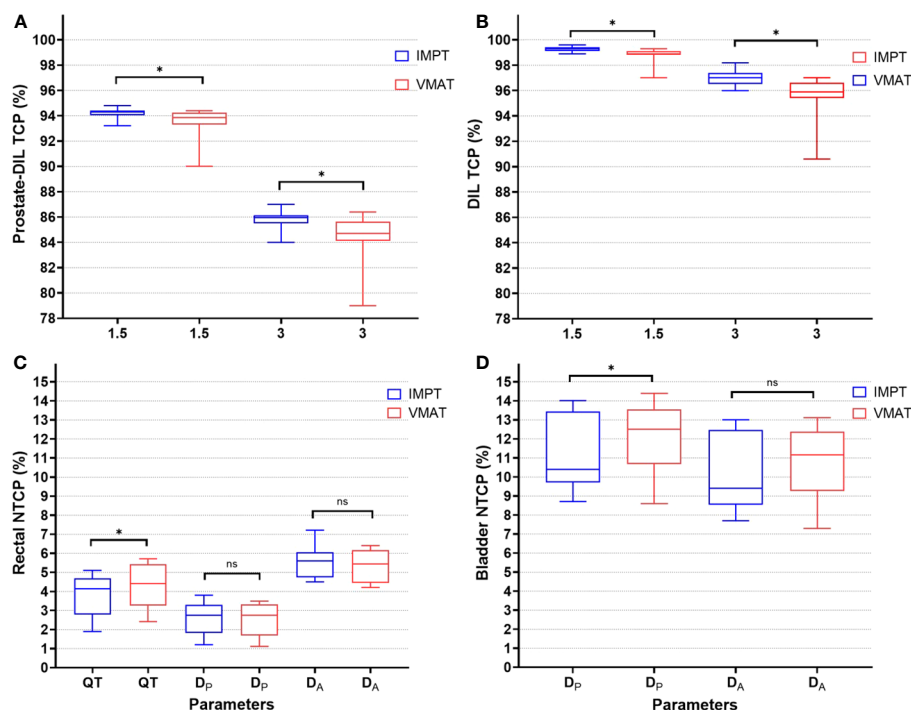 A
Prostate-DIL TCP (%)
100
98
96
94
92
90
88
86
84
82
80
78
*
*
IMPT
VMAT
1.5 1.5 3 3
B
DIL TCP (%)
100
98
96
94
92
90
88
86
84
82
80
78
*
*
IMPT
VMAT
1.5 1.5 3 3
C
Rectal NTCP (%)
15
14
13
12
11
10
9
8
7
6
5
4
3
2
1
0
*
ns
ns
IMPT
VMAT
QT QT DP DP DA DA
Parameters
D
Bladder NTCP (%)
15
14
13
12
11
10
9
8
7
6
5
4
3
2
1
0
*
ns
IMPT
VMAT
DP DP DA DA
Parameters